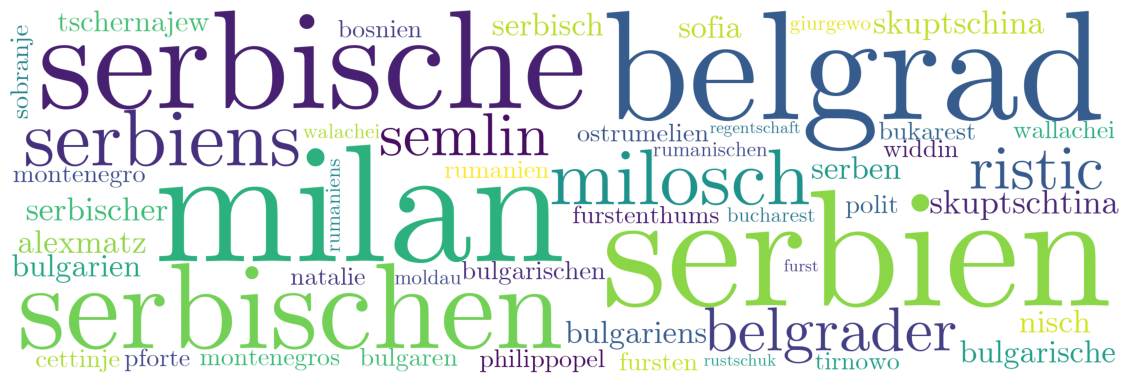 tschernajew bosnien serbisch sofia giurgewo skuptschina
sobranje serbische belgrad
serbiens walachei semlin ostrumelien regentschaft bukarest wallachei
montenegro rumaniens rumanien milosch rumanischen serben widdin ristic
serbischer milan furstenthums bucharest polit skuptschtina
alexmatz serbien
bulgarien natalie moldau bulgarischen furst
serbischen bulgariens belgrader nisch
cettinje pforte montenegros bulgaren philippopel fursten rustschuk tirnowo bulgarische